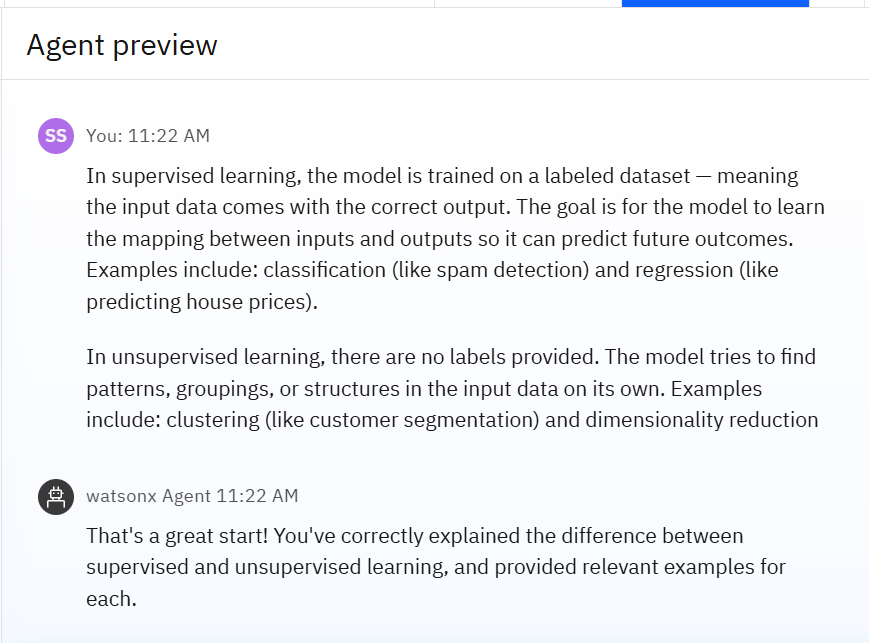 Agent preview
SS
You: 11:22 AM
In supervised learning, the model is trained on a labeled dataset — meaning
the input data comes with the correct output. The goal is for the model to learn
the mapping between inputs and outputs so it can predict future outcomes.
Examples include: classification (like spam detection) and regression (like
predicting house prices).
In unsupervised learning, there are no labels provided. The model tries to find
patterns, groupings, or structures in the input data on its own. Examples
include: clustering (like customer segmentation) and dimensionality reduction
watsonx Agent 11:22 AM
That's a great start! You've correctly explained the difference between
supervised and unsupervised learning, and provided relevant examples for
each.